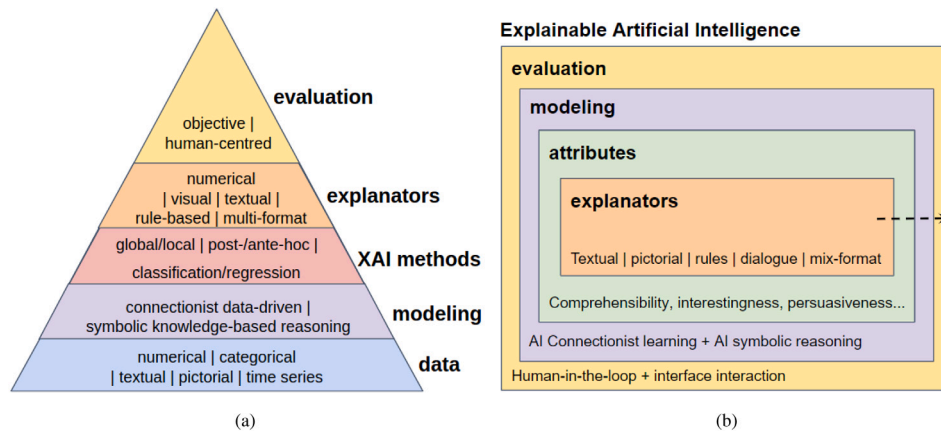 evaluation
objective |
human-centred
numerical
| visual | textual |
rule-based | multi-format
explanators
global/local | post-/ante-hoc |
classification/regression
XAI methods
connectionist data-driven |
symbolic knowledge-based reasoning
modeling
numerical | categorical
| textual | pictorial | time series
data
(a)
Explainable Artificial Intelligence
evaluation
modeling
attributes
explanators
Textual | pictorial | rules | dialogue | mix-format
Comprehensibility, interestingness, persuasiveness...
AI Connectionist learning + AI symbolic reasoning
Human-in-the-loop + interface interaction
(b)